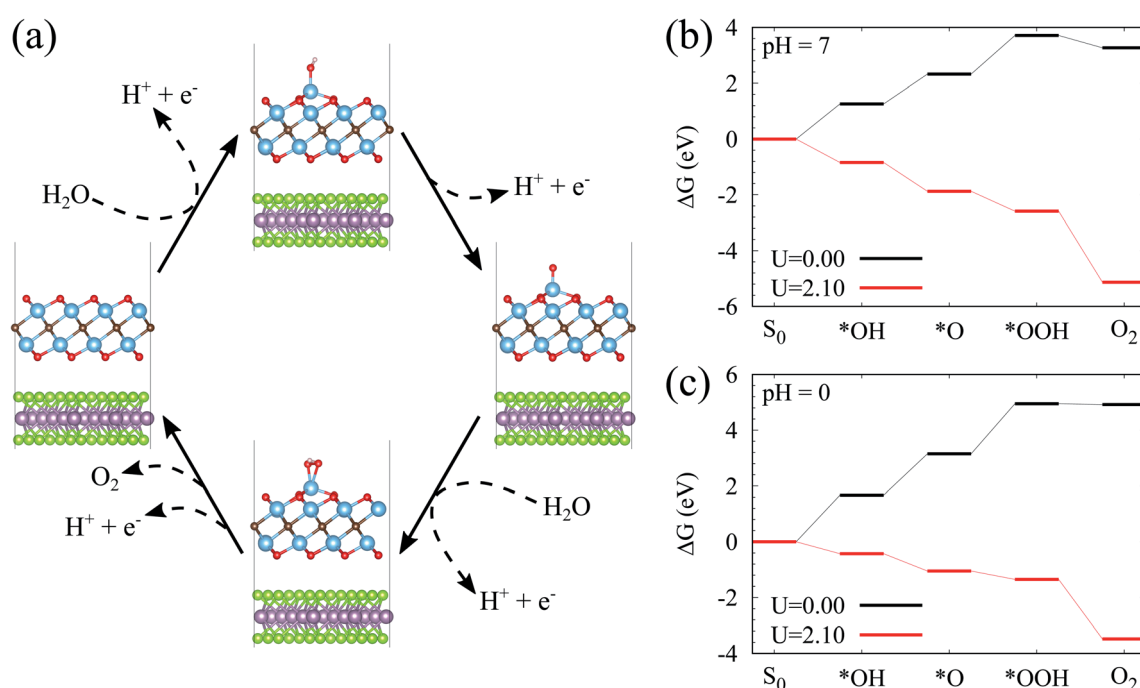 (a)
H⁺ + e⁻
H₂O
H⁺ + e⁻
O₂
H⁺ + e⁻
H₂O
H⁺ + e⁻
(b)
pH = 7
4
2
0
-2
-4
-6
ΔG (eV)
U=0.00
U=2.10
S₀ *OH *O *OOH O₂
(c)
pH = 0
6
4
2
0
-2
-4
ΔG (eV)
U=0.00
U=2.10
S₀ *OH *O *OOH O₂